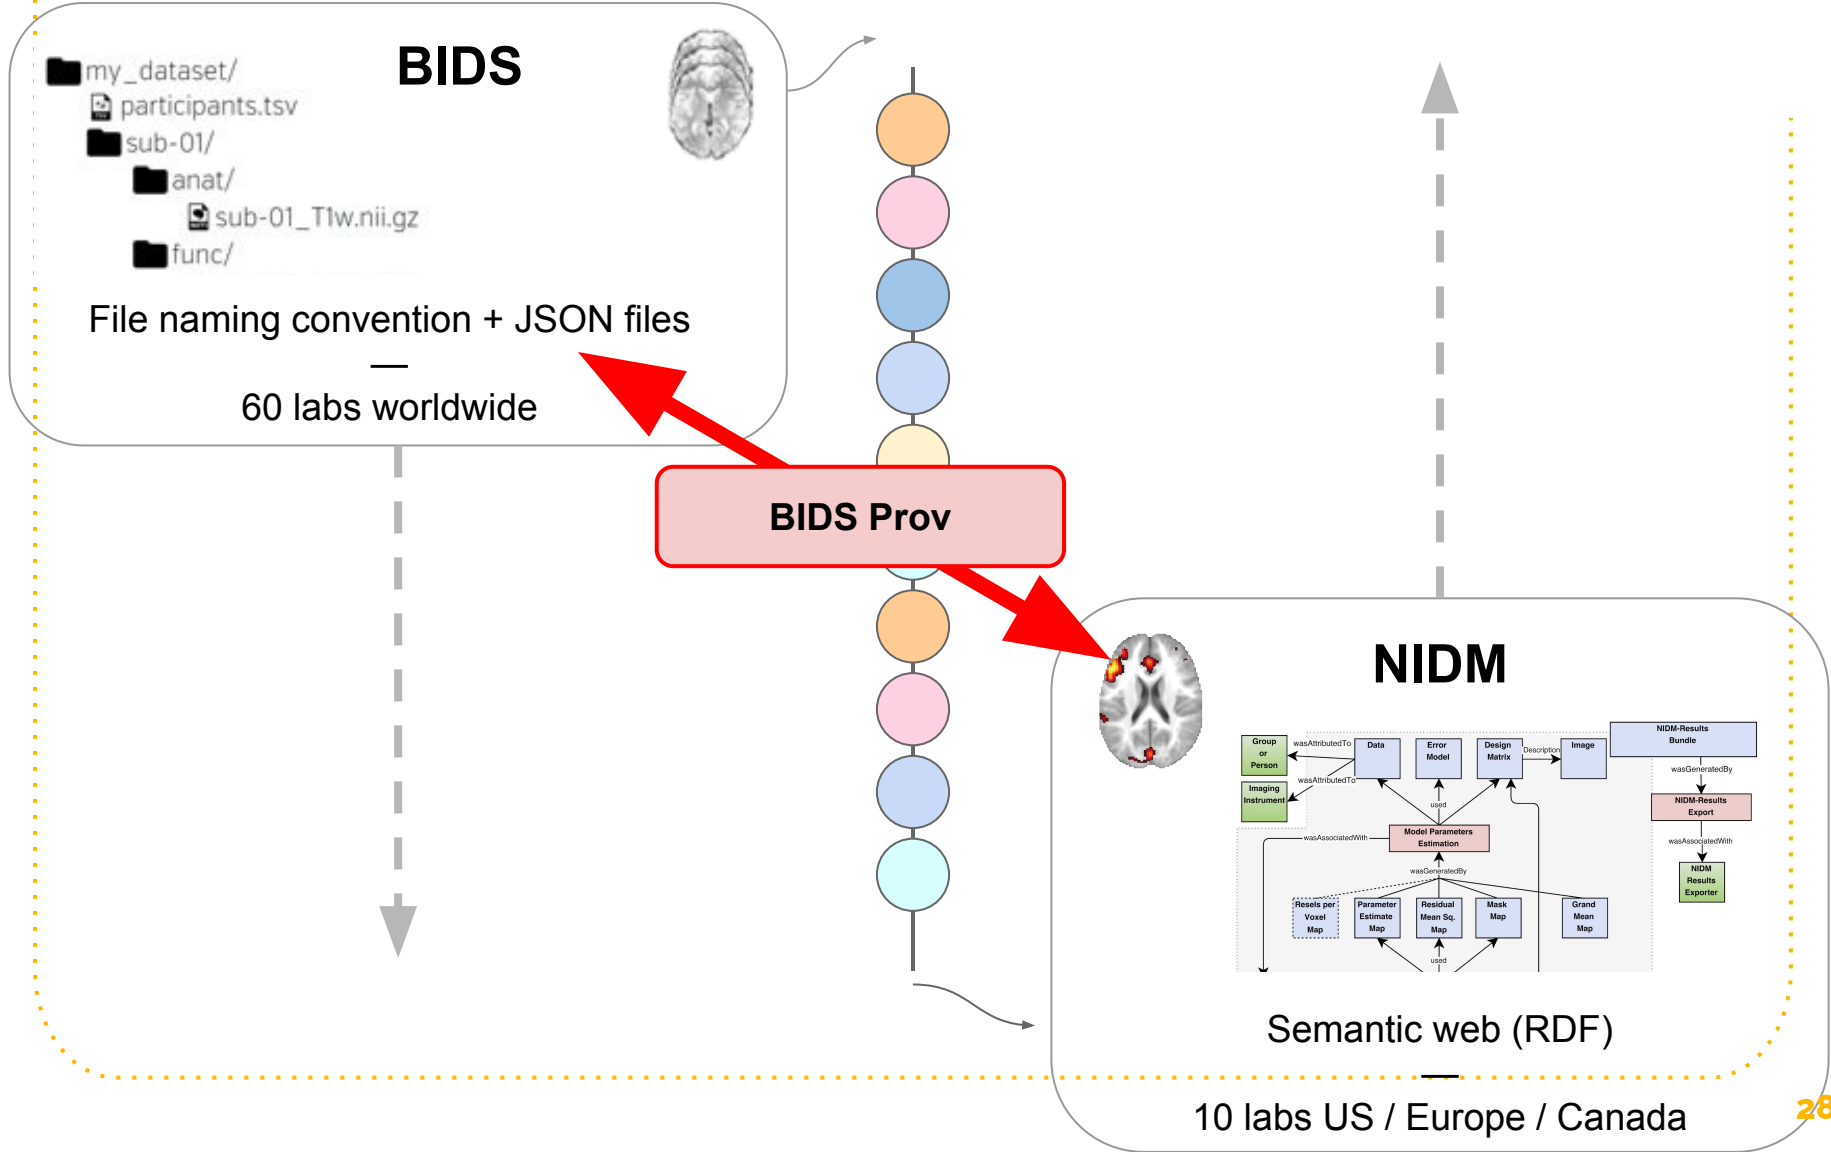 BIDS
my_dataset/
participants.tsv
sub-01/
anat/
sub-01_T1w.nii.gz
func/
File naming convention + JSON files
—
60 labs worldwide
BIDS Prov
NIDM
Group
or
Person
wasAttributedTo
Data
Error
Model
Design
Matrix
Description
Image
NIDM-Results
Bundle
wasAttributedTo
Imaging
Instrument
used
wasGeneratedBy
NIDM-Results
Export
wasAssociatedWith
Model Parameters
Estimation
wasAssociatedWith
wasGeneratedBy
NIDM
Results
Exporter
Resels per
Voxel
Map
Parameter
Estimate
Map
Residual
Mean Sq.
Map
Mask
Map
Grand
Mean
Map
used
Semantic web (RDF)
—
10 labs US / Europe / Canada
28